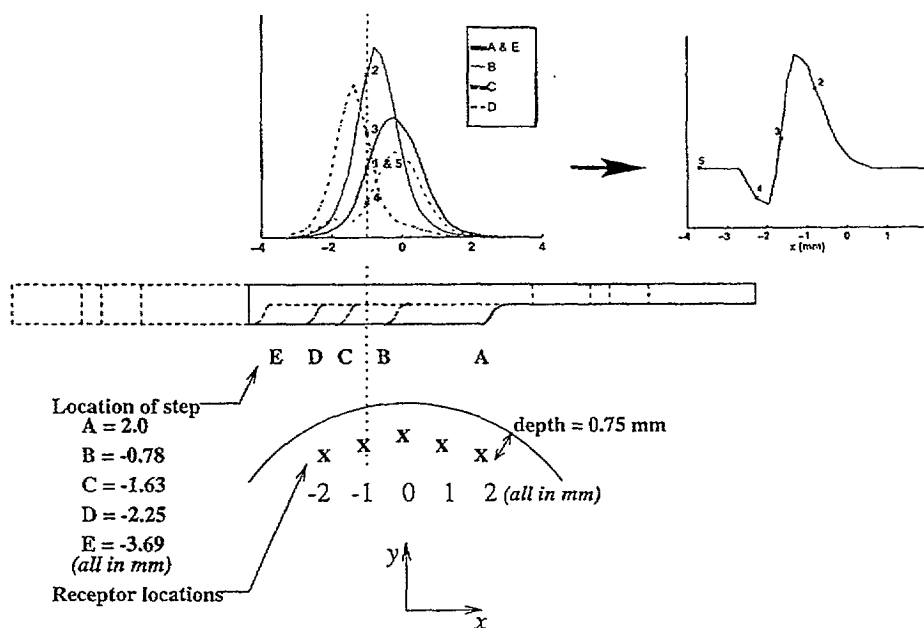 A & E
B
C
D
2
3
1 & 5
4
-4
-2
0
2
4
5
4
3
2
-4
-3
-2
-1
0
1
x (mm)
E D C B A
Location of step
A = 2.0
B = -0.78
C = -1.63
D = -2.25
E = -3.69
(all in mm)
depth = 0.75 mm
X X X X X
-2 -1 0 1 2 (all in mm)
Receptor locations
y
x